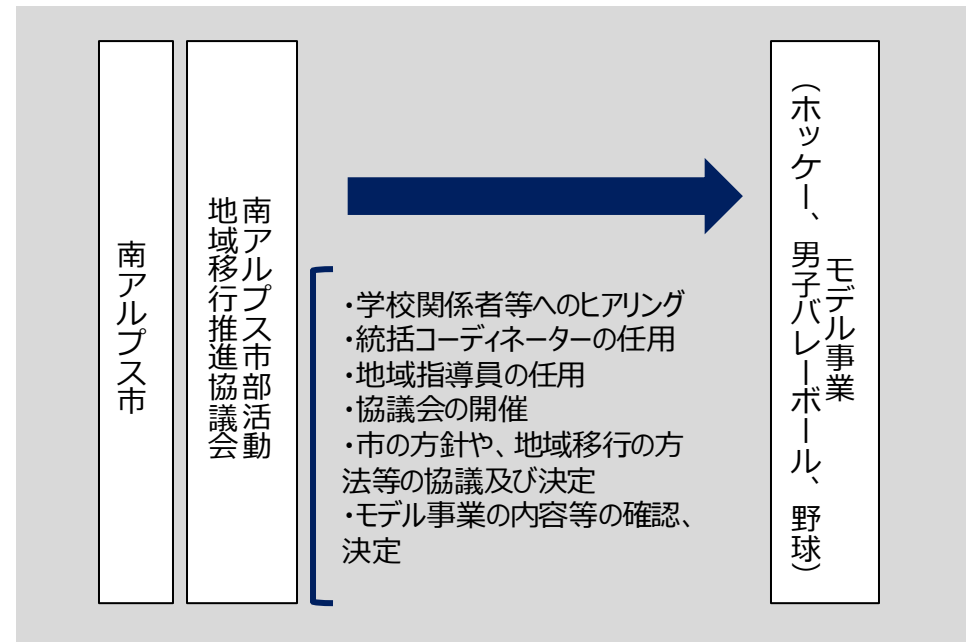 南アルプス市
南アルプス市部活動
地域移行推進協議会
・学校関係者等へのヒアリング
・統括コーディネーターの任用
・地域指導員の任用
・協議会の開催
・市の方針や、地域移行の方
法等の協議及び決定
・モデル事業の内容等の確認、
決定
モデル事業
（ホッケー、男子バレーボール、野球）